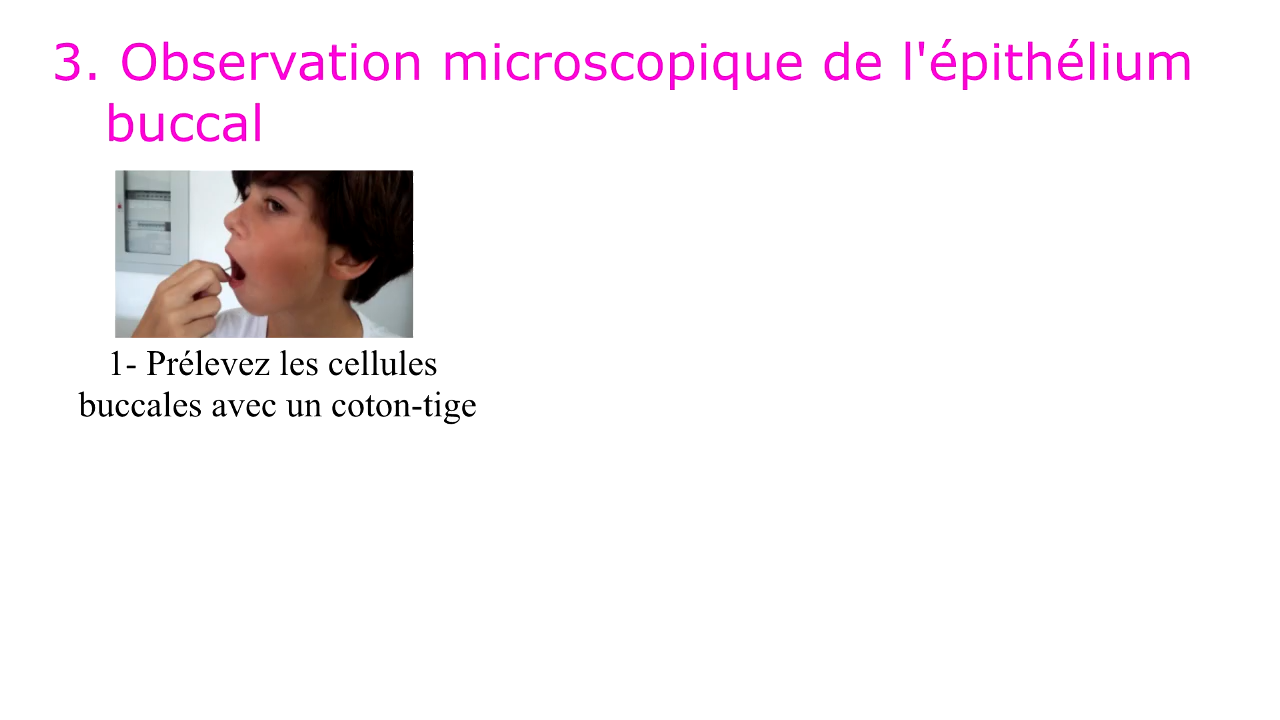 3. Observation microscopique de l'épithélium
buccal
1- Prélevez les cellules
buccales avec un coton-tige